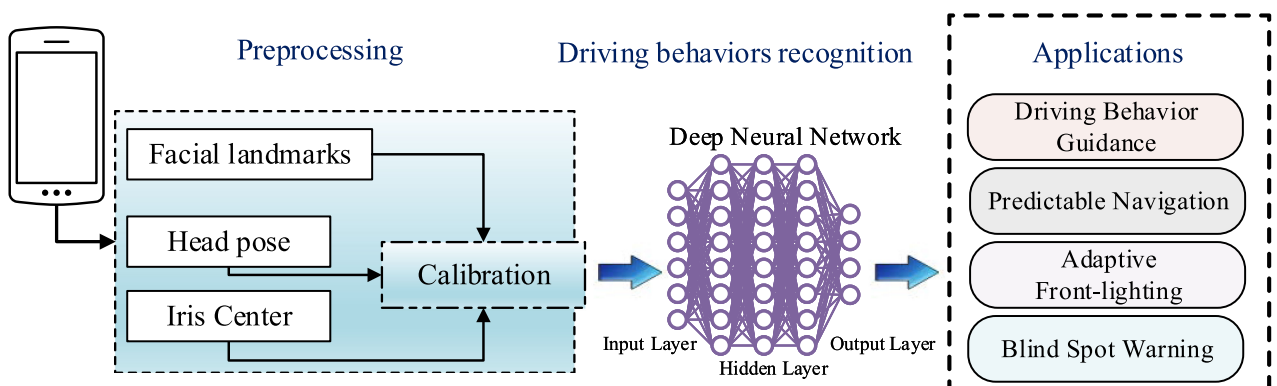 Preprocessing
Driving behaviors recognition
Applications
Facial landmarks
Head pose
Iris Center
Calibration
Deep Neural Network
Input Layer
Hidden Layer
Output Layer
Driving Behavior
Guidance
Predictable Navigation
Adaptive
Front-lighting
Blind Spot Warning